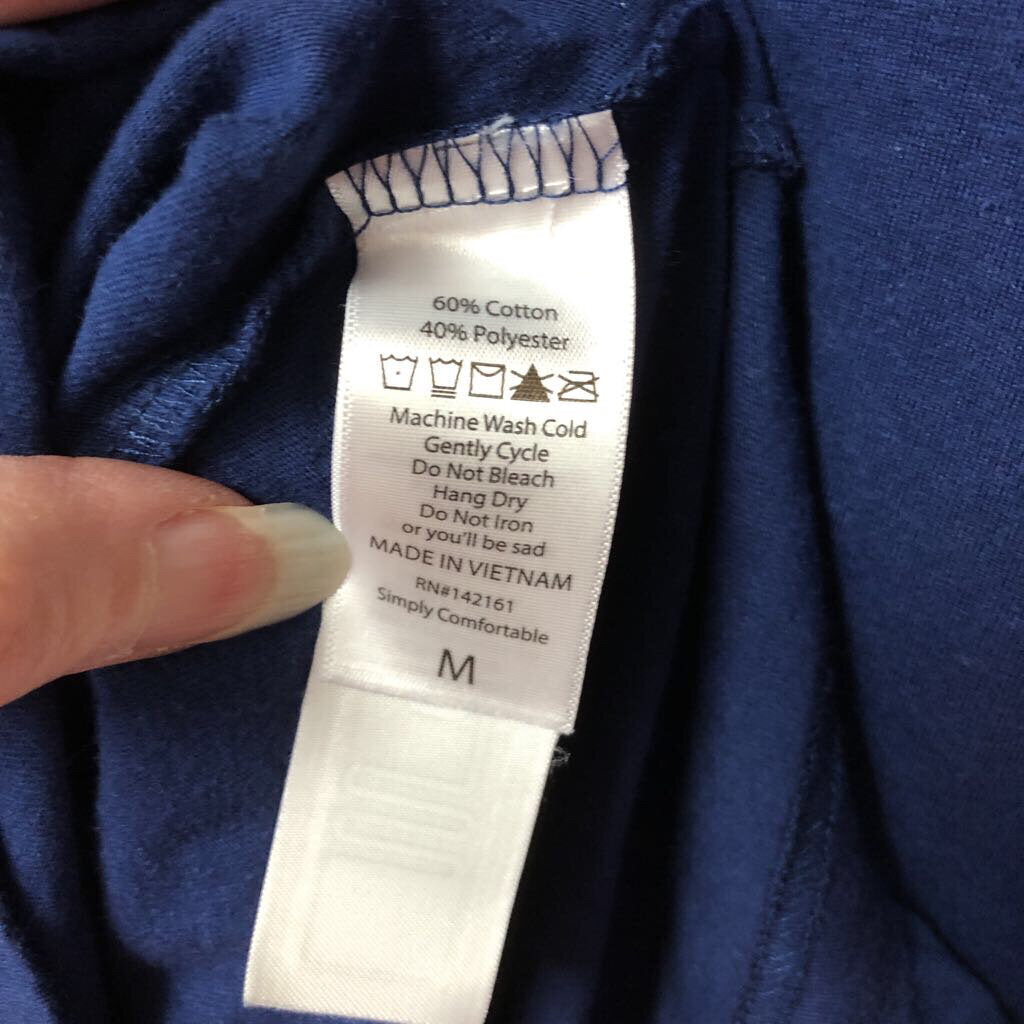 60% Cotton
40% Polyester
Machine Wash Cold
Gently Cycle
Do Not Bleach
Hang Dry
Do Not Iron
or you'll be sad
MADE IN VIETNAM
RN#142161
Simply Comfortable
M